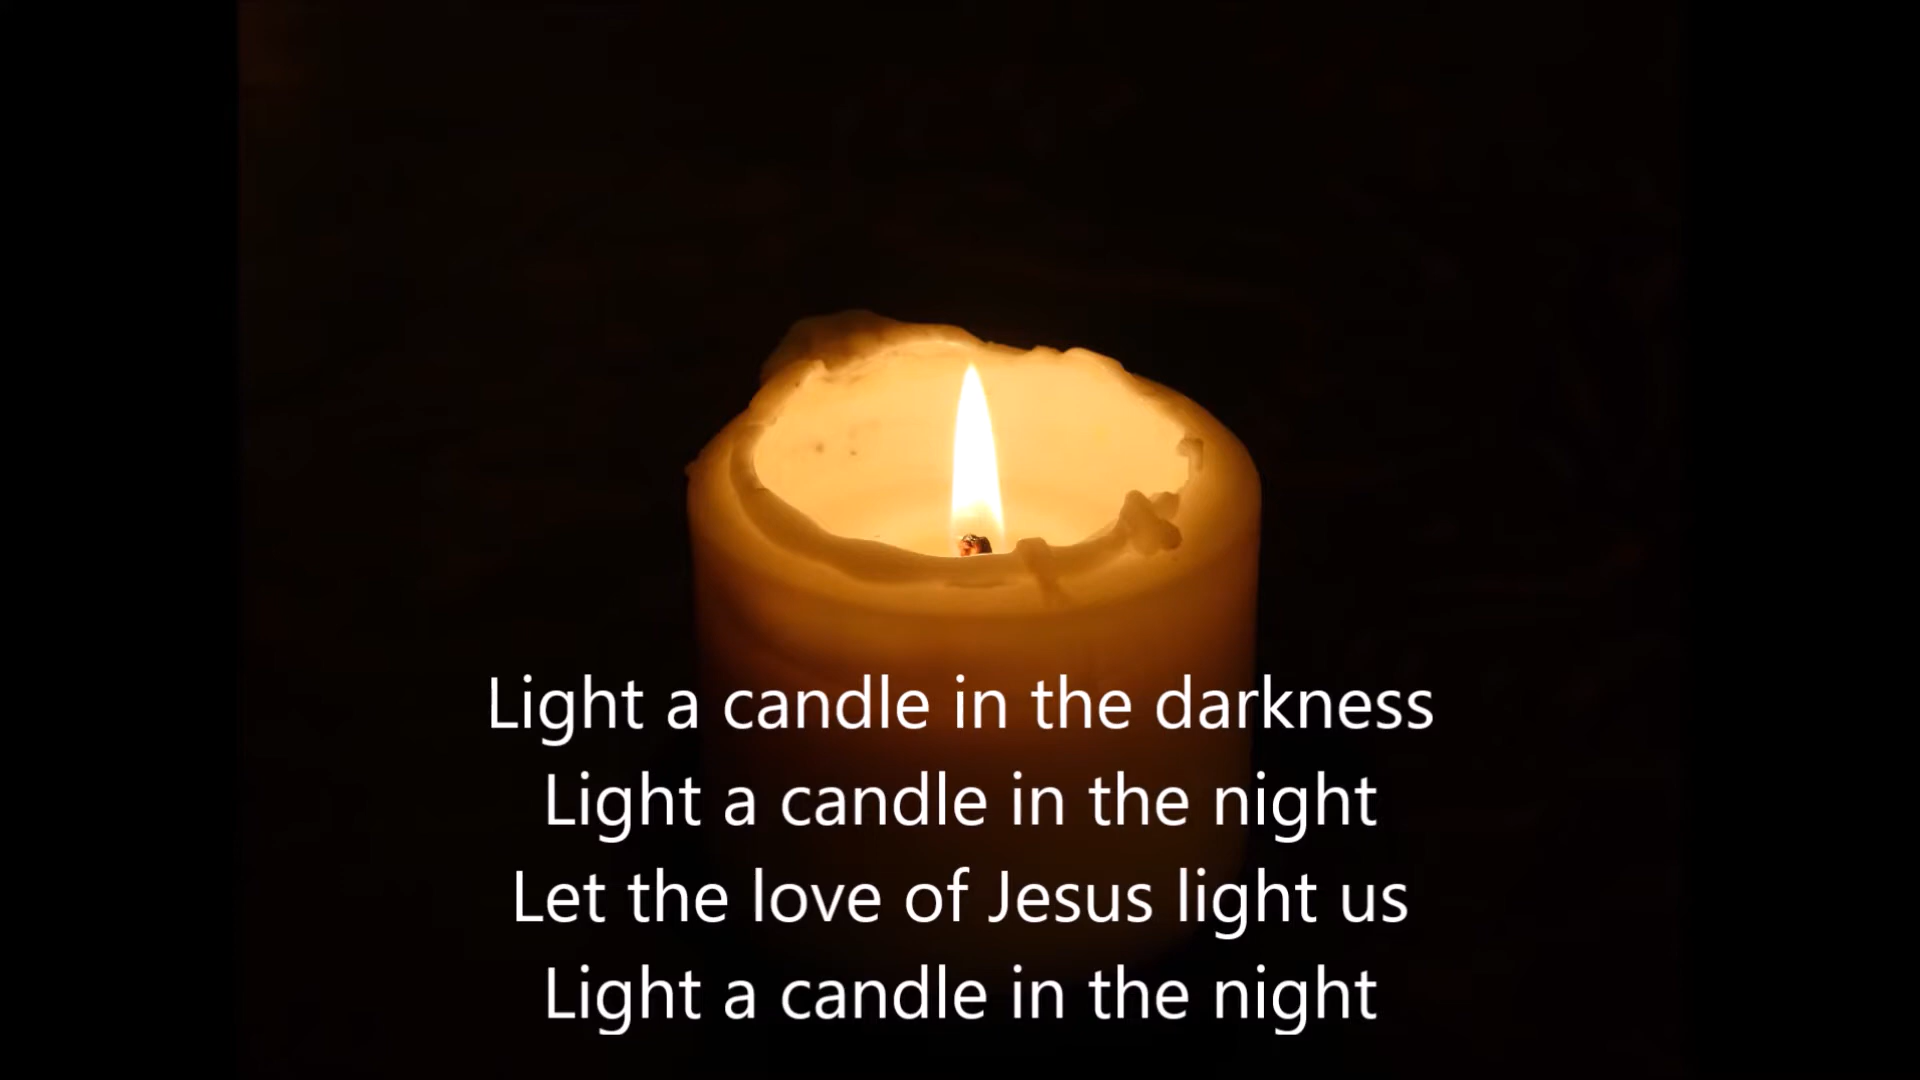 Light a candle in the darkness
Light a candle in the night
Let the love of Jesus light us
Light a candle in the night